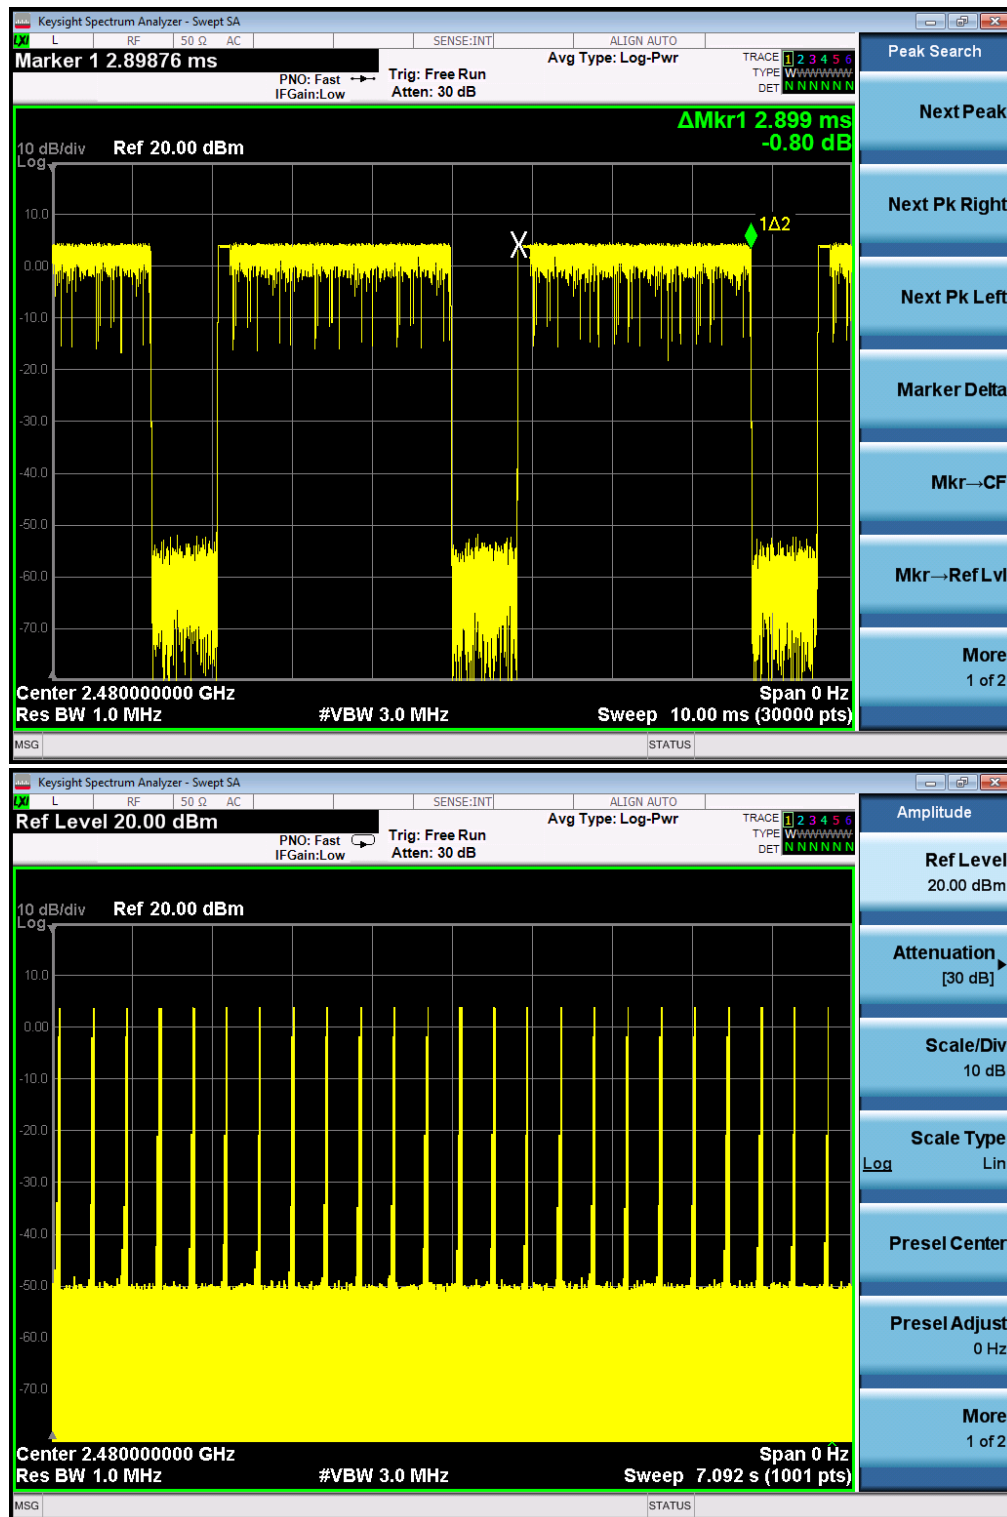 Keysight Spectrum Analyzer - Swept SA
LXI L RF 50 Ω AC SENSE:INT ALIGN AUTO
Marker 1 2.89876 ms
PNO: Fast
IFGain:Low
Trig: Free Run
Atten: 30 dB
Avg Type: Log-Pwr
TRACE 1 2 3 4 5 6
TYPE WWWWWW
DET N N N N N N
ΔMkr1 2.899 ms
-0.80 dB
10 dB/div Ref 20.00 dBm
Log
1Δ2
10.0
0.00
-10.0
-20.0
-30.0
-40.0
-50.0
-60.0
-70.0
Center 2.480000000 GHz Span 0 Hz
Res BW 1.0 MHz #VBW 3.0 MHz Sweep 10.00 ms (30000 pts)
MSG STATUS
Peak Search
Next Peak
Next Pk Right
Next Pk Left
Marker Delta
Mkr→CF
Mkr→Ref Lvl
More
1 of 2
Keysight Spectrum Analyzer - Swept SA
LXI L RF 50 Ω AC SENSE:INT ALIGN AUTO
Ref Level 20.00 dBm
PNO: Fast
IFGain:Low
Trig: Free Run
Atten: 30 dB
Avg Type: Log-Pwr
TRACE 1 2 3 4 5 6
TYPE WWWWWW
DET N N N N N N
10 dB/div Ref 20.00 dBm
Log
10.0
0.00
-10.0
-20.0
-30.0
-40.0
-50.0
-60.0
-70.0
Center 2.480000000 GHz Span 0 Hz
Res BW 1.0 MHz #VBW 3.0 MHz Sweep 7.092 s (1001 pts)
MSG STATUS
Amplitude
Ref Level
20.00 dBm
Attenuation
[30 dB]
Scale/Div
10 dB
Scale Type
Log Lin
Presel Center
Presel Adjust
0 Hz
More
1 of 2